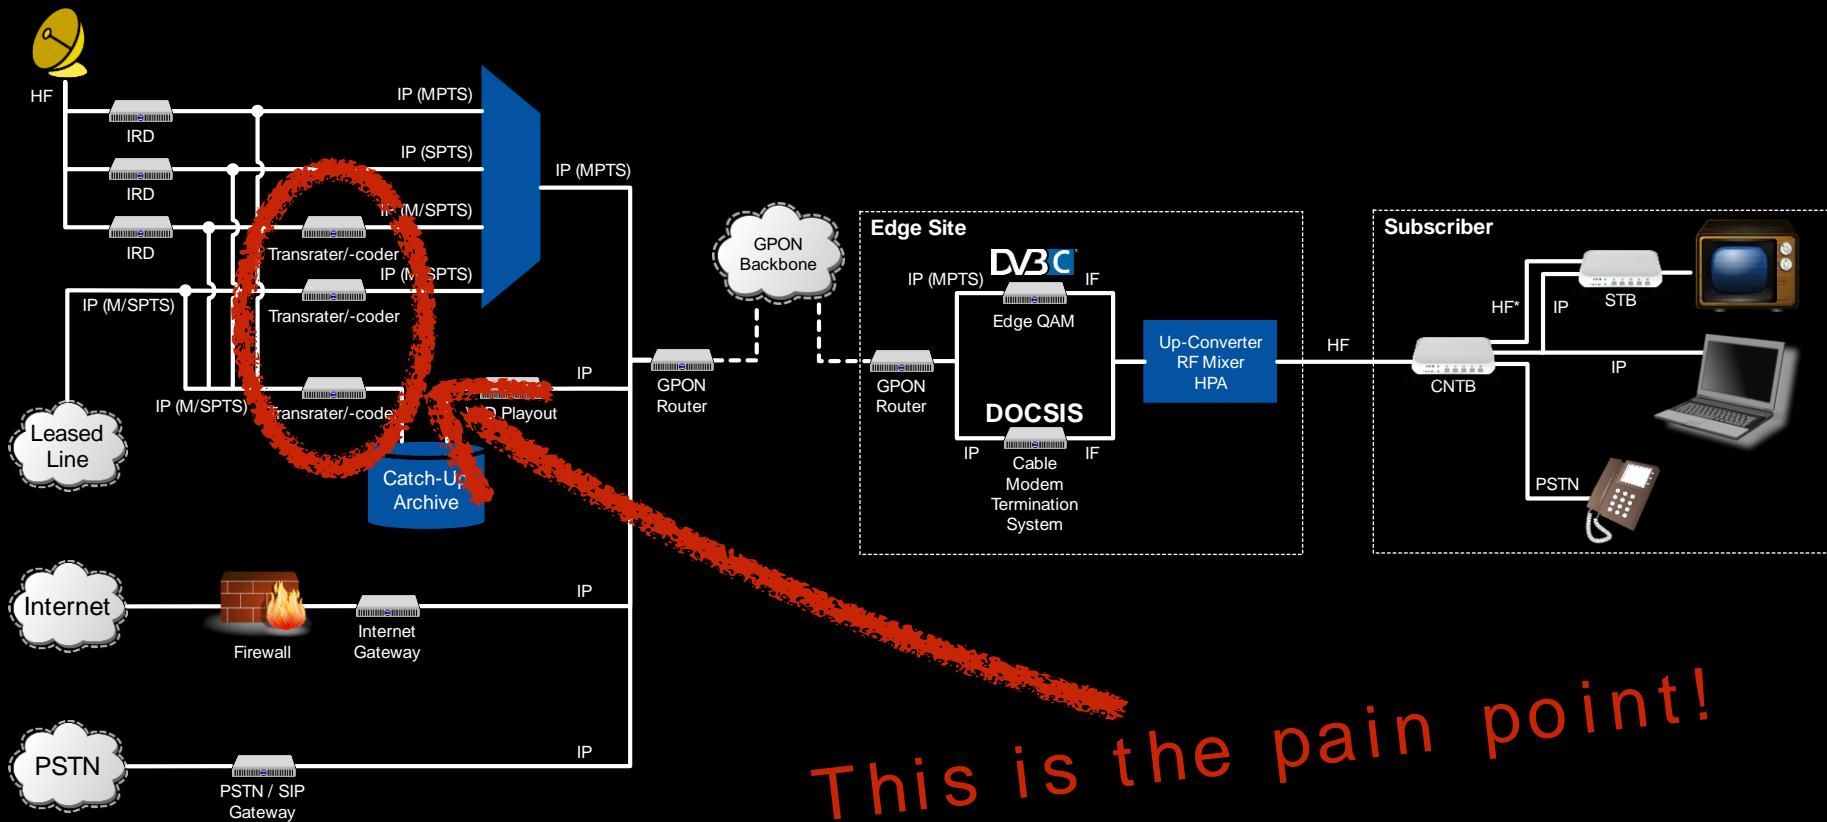 HF
IRD
IRD
IRD
IP (MPTS)
IP (SPTS)
IP (M/SPTS)
IP (M/SPTS)
IP (MPTS)
Transrater/-coder
Transrater/-coder
Transrater/-coder
IP (M/SPTS)
IP (M/SPTS)
Leased
Line
Catch-Up
Archive
Playout
IP
Internet
Firewall
Internet
Gateway
IP
PSTN
PSTN / SIP
Gateway
IP
GPON
Router
GPON
Backbone
Edge Site
GPON
Router
DVB C
IP (MPTS)
IF
Edge QAM
DOCSIS
IP
IF
Cable
Modem
Termination
System
Up-Converter
RF Mixer
HPA
HF
Subscriber
STB
HF*
IP
CNTB
IP
PSTN
This is the pain point!